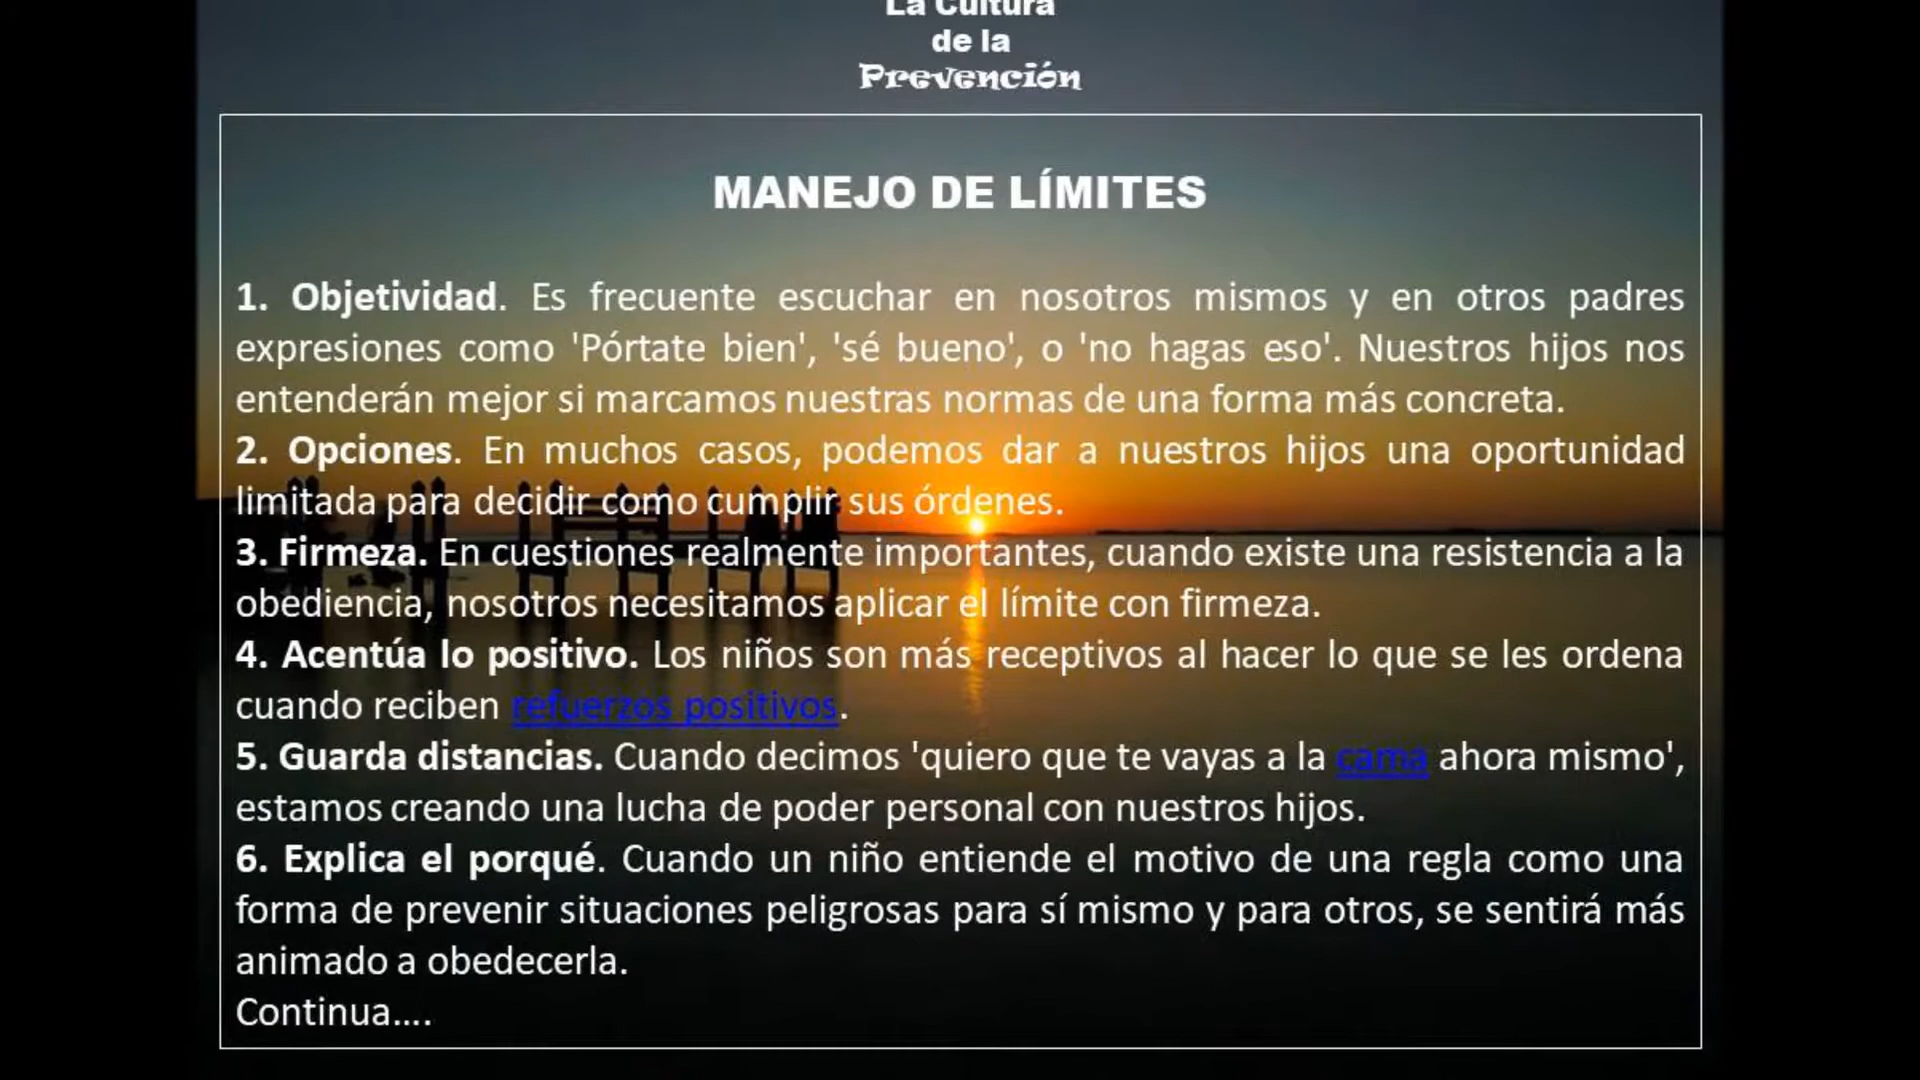 La Cultura
de la
Prevención
MANEJO DE LÍMITES
1. Objetividad. Es frecuente escuchar en nosotros mismos y en otros padres
expresiones como 'Pórtate bien', 'sé bueno', o 'no hagas eso'. Nuestros hijos nos
entenderán mejor si marcamos nuestras normas de una forma más concreta.
2. Opciones. En muchos casos, podemos dar a nuestros hijos una oportunidad
limitada para decidir como cumplir sus órdenes.
3. Firmeza. En cuestiones realmente importantes, cuando existe una resistencia a la
obediencia, nosotros necesitamos aplicar el límite con firmeza.
4. Acentúa lo positivo. Los niños son más receptivos al hacer lo que se les ordena
cuando reciben refuerzos positivos.
5. Guarda distancias. Cuando decimos 'quiero que te vayas a la cama ahora mismo',
estamos creando una lucha de poder personal con nuestros hijos.
6. Explica el porqué. Cuando un niño entiende el motivo de una regla como una
forma de prevenir situaciones peligrosas para sí mismo y para otros, se sentirá más
animado a obedecerla.
Continua....